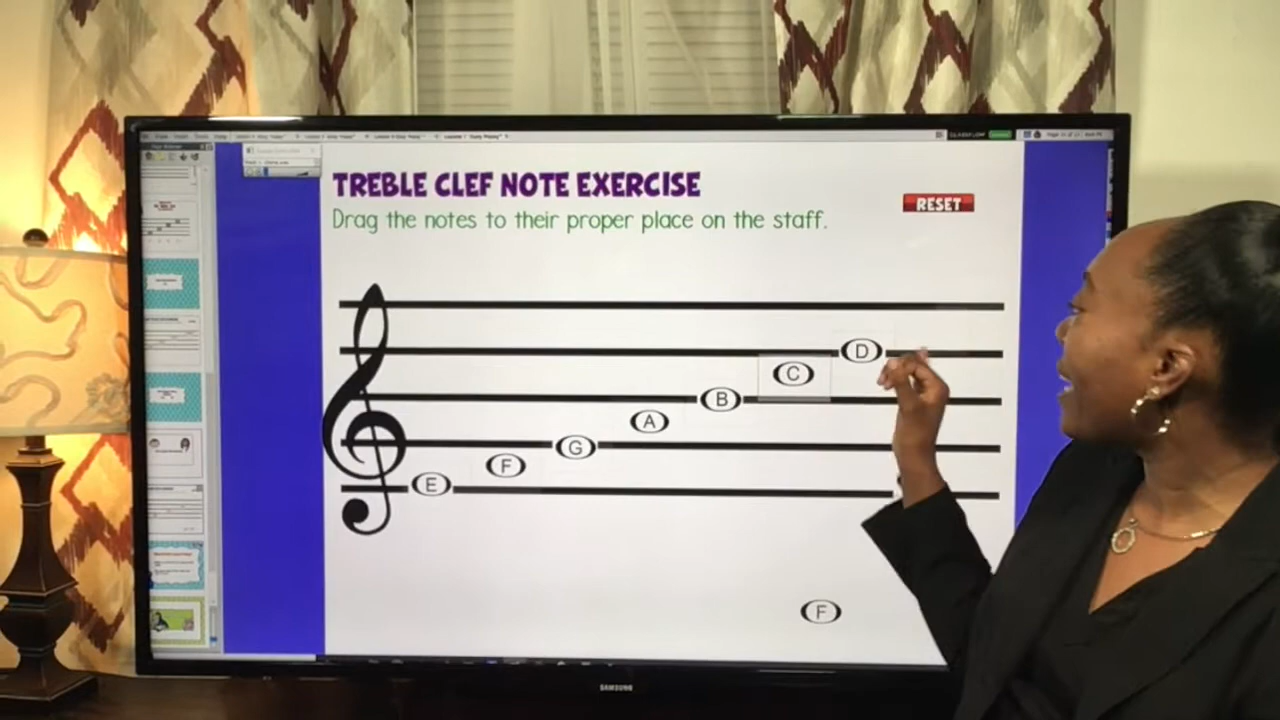 TREBLE CLEF NOTE EXERCISE
RESET
Drag the notes to their proper place on the staff.
D
C
B
A
G
F
E
F
SAMSUNG